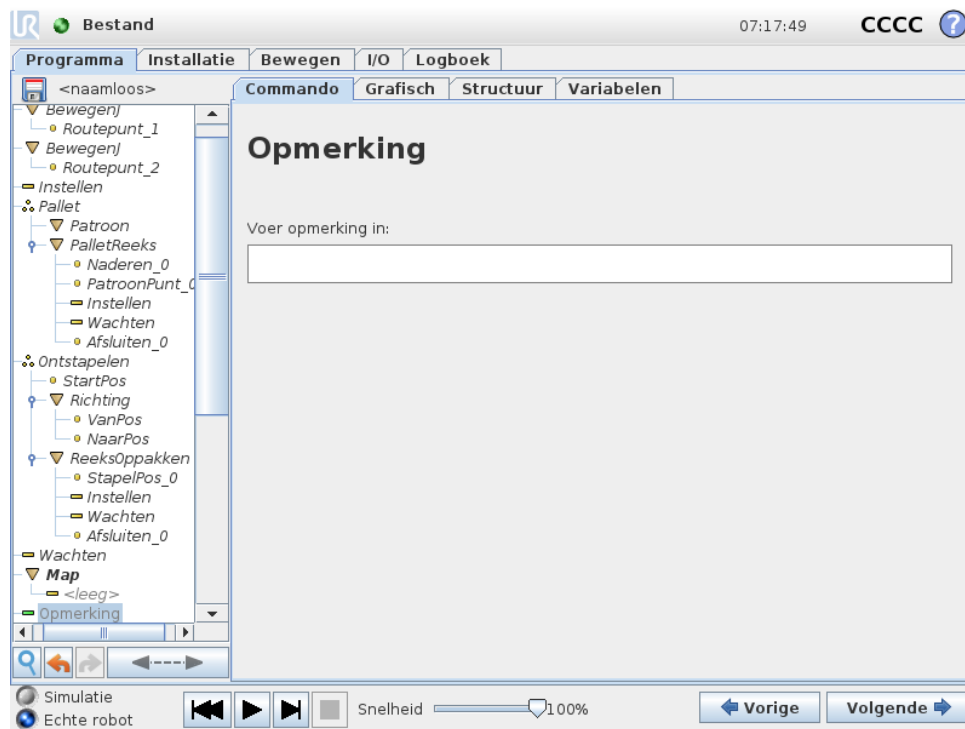 UR Bestand 07:17:49 CCCC ?
Programma Installatie Bewegen I/O Logboek
<naamloos> Commando Grafisch Structuur Variabelen
BewegenJ
Routepunt_1
BewegenJ
Routepunt_2
Instellen
Pallet
Patroon
PalletReeks
Naderen_0
PatroonPunt_0
Instellen
Wachten
Afsluiten_0
Ontstapelen
StartPos
Richting
VanPos
NaarPos
ReeksOppakken
StapelPos_0
Instellen
Wachten
Afsluiten_0
Wachten
Map
<leeg>
Opmerking
Opmerking
Voer opmerking in:
Simulatie
Echte robot
Snelheid 100%
Vorige Volgende